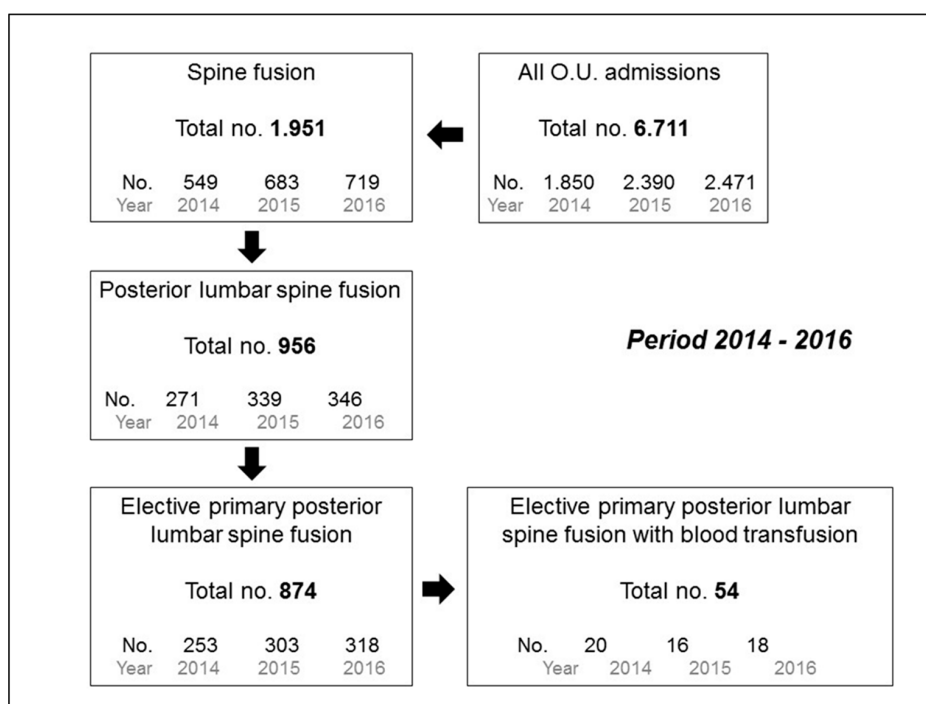 Spine fusion
Total no. 1.951
No. 549 683 719
Year 2014 2015 2016
All O.U. admissions
Total no. 6.711
No. 1.850 2.390 2.471
Year 2014 2015 2016
Posterior lumbar spine fusion
Total no. 956
No. 271 339 346
Year 2014 2015 2016
Period 2014 - 2016
Elective primary posterior
lumbar spine fusion
Total no. 874
No. 253 303 318
Year 2014 2015 2016
Elective primary posterior lumbar
spine fusion with blood transfusion
Total no. 54
No. 20 16 18
Year 2014 2015 2016